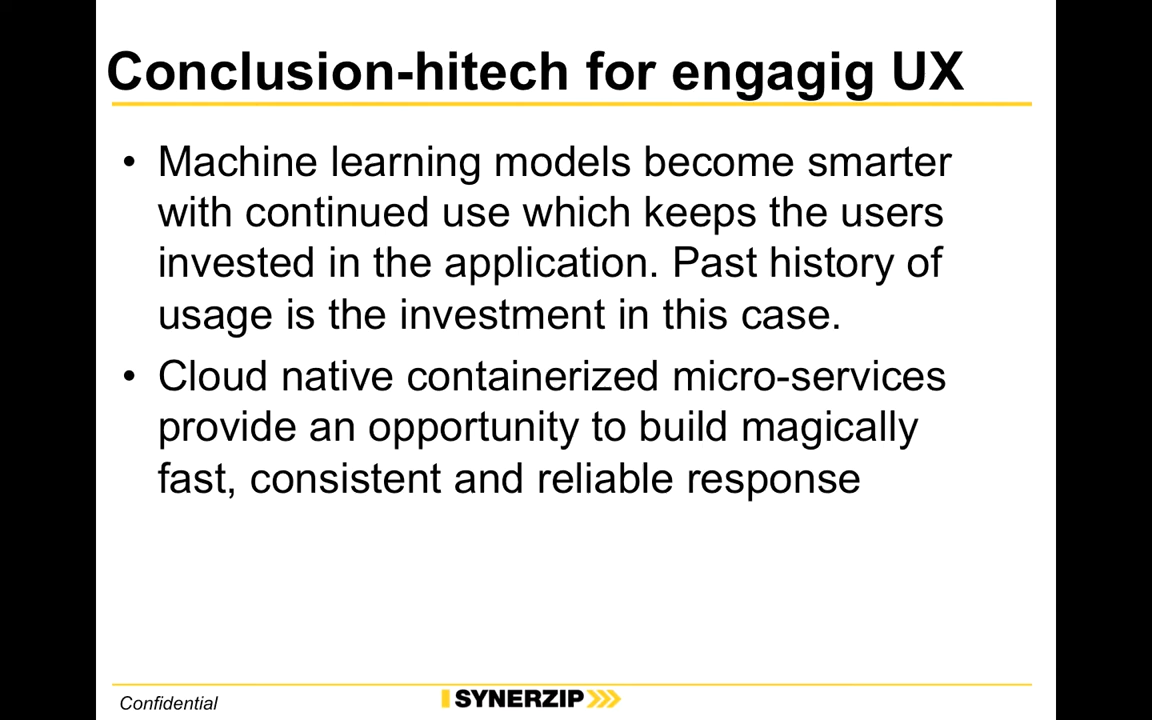 Conclusion-hitech for engagig UX
• Machine learning models become smarter
with continued use which keeps the users
invested in the application. Past history of
usage is the investment in this case.
• Cloud native containerized micro-services
provide an opportunity to build magically
fast, consistent and reliable response
Confidential
SYNERZIP